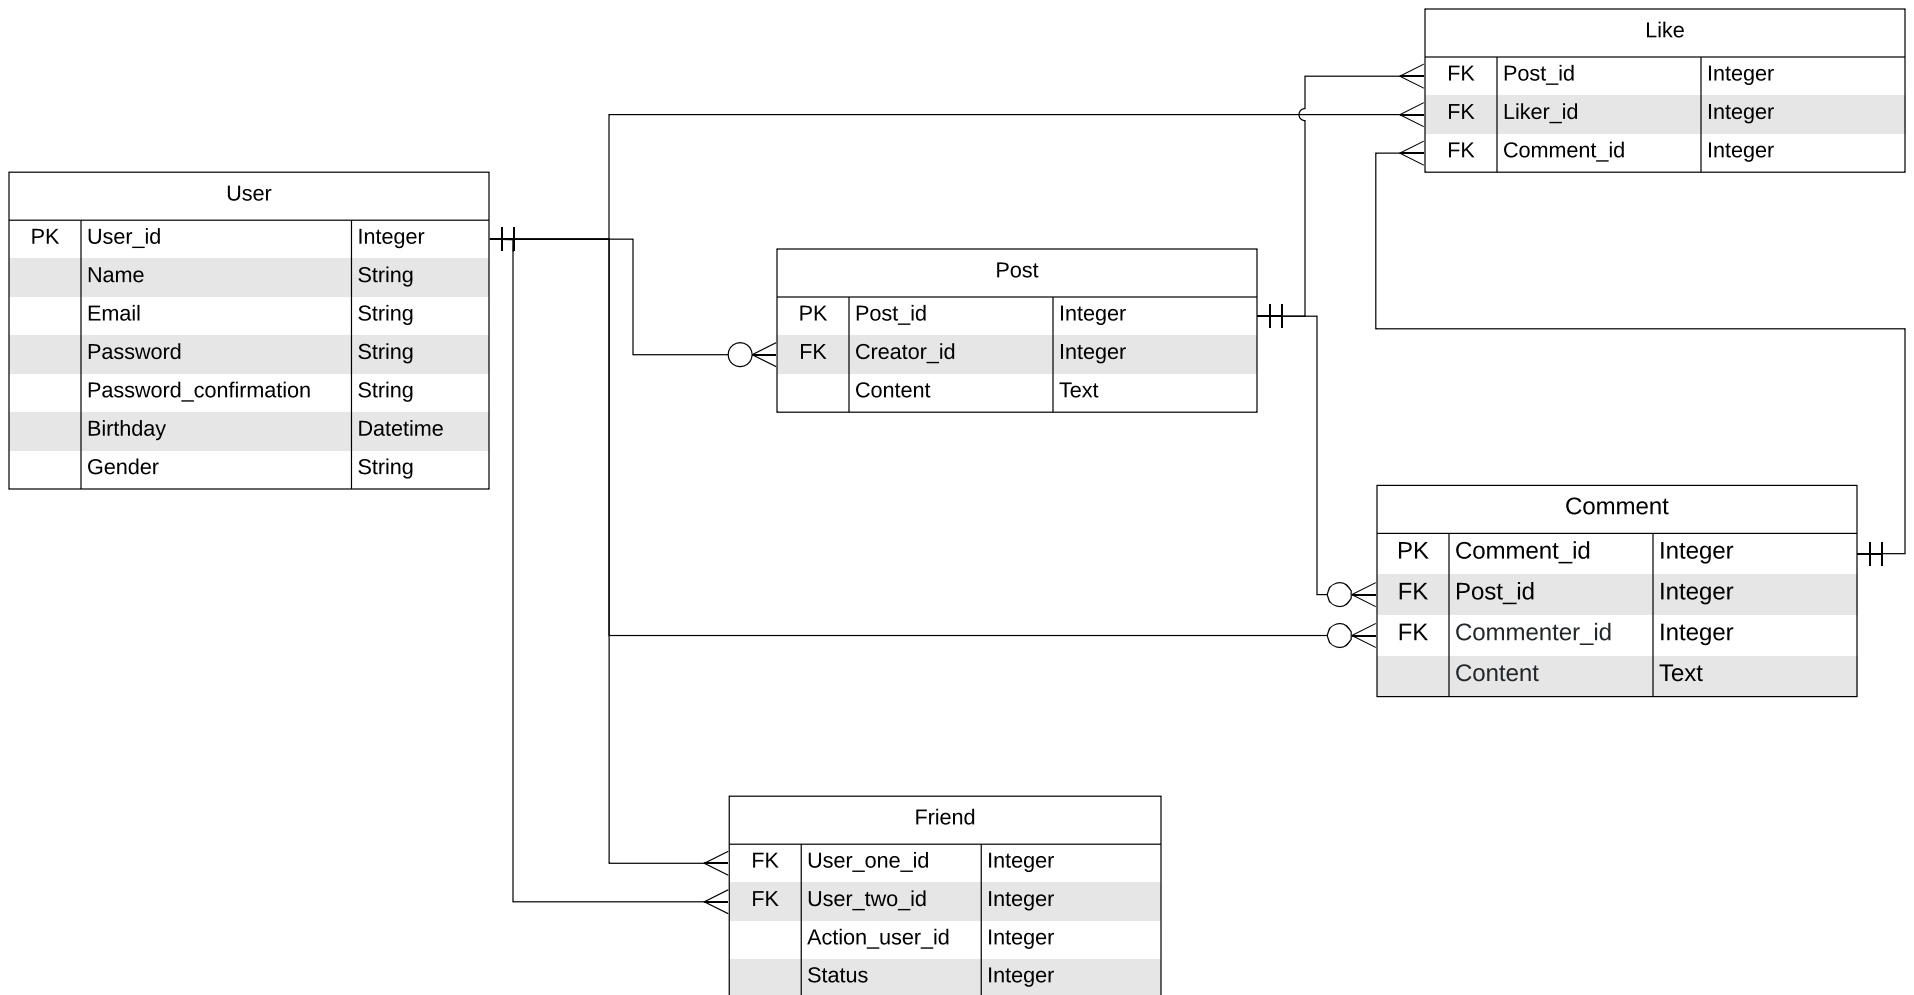 Like
FK Post_id Integer
FK Liker_id Integer
FK Comment_id Integer
User
PK User_id Integer
Name String
Email String
Password String
Password_confirmation String
Birthday Datetime
Gender String
Post
PK Post_id Integer
FK Creator_id Integer
Content Text
Comment
PK Comment_id Integer
FK Post_id Integer
FK Commenter_id Integer
Content Text
Friend
FK User_one_id Integer
FK User_two_id Integer
Action_user_id Integer
Status Integer